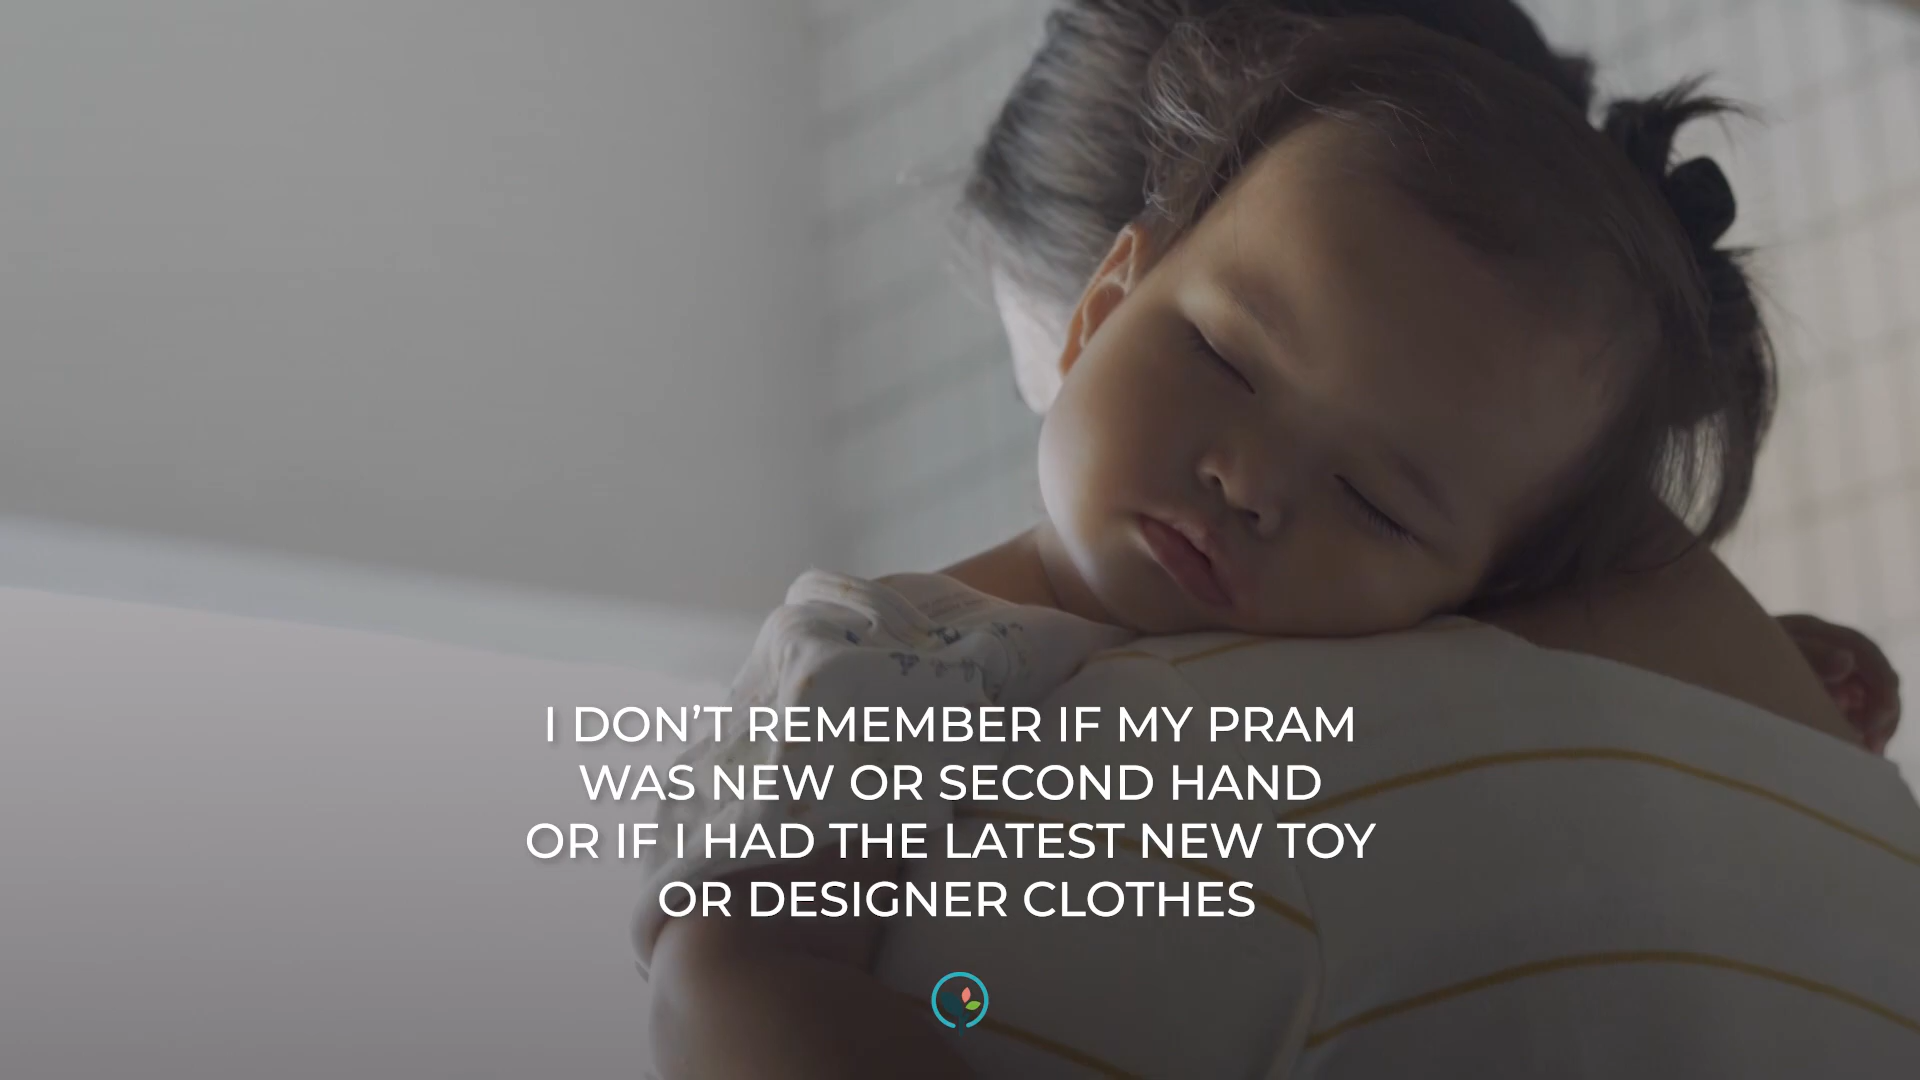 I DON’T REMEMBER IF MY PRAM
WAS NEW OR SECOND HAND
OR IF I HAD THE LATEST NEW TOY
OR DESIGNER CLOTHES